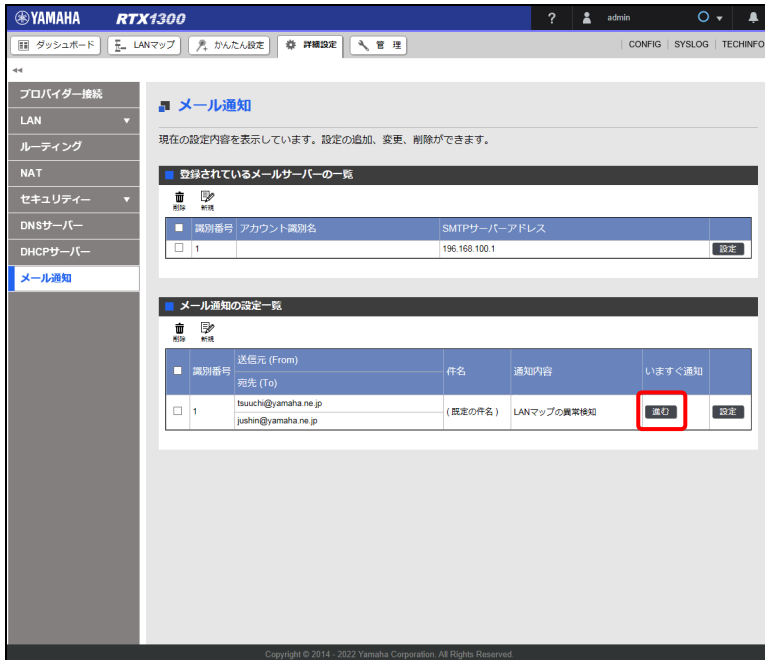 YAMAHA RTX1300 ? admin
ダッシュボード LANマップ かんたん設定 詳細設定 管 理 CONFIG SYSLOG TECHINFO
プロバイダー接続
LAN
ルーティング
NAT
セキュリティー
DNSサーバー
DHCPサーバー
メール通知
メール通知
現在の設定内容を表示しています。設定の追加、変更、削除ができます。
登録されているメールサーバーの一覧
削除 新規
識別番号 アカウント識別名 SMTPサーバーアドレス
1 196.168.100.1 設定
メール通知の設定一覧
削除 新規
識別番号 送信元 (From) 件名 通知内容 いますぐ通知
宛先 (To)
1 tsuuchi@yamaha.ne.jp (既定の件名) LANマップの異常検知 進む 設定
jushin@yamaha.ne.jp
Copyright © 2014 - 2022 Yamaha Corporation. All Rights Reserved.